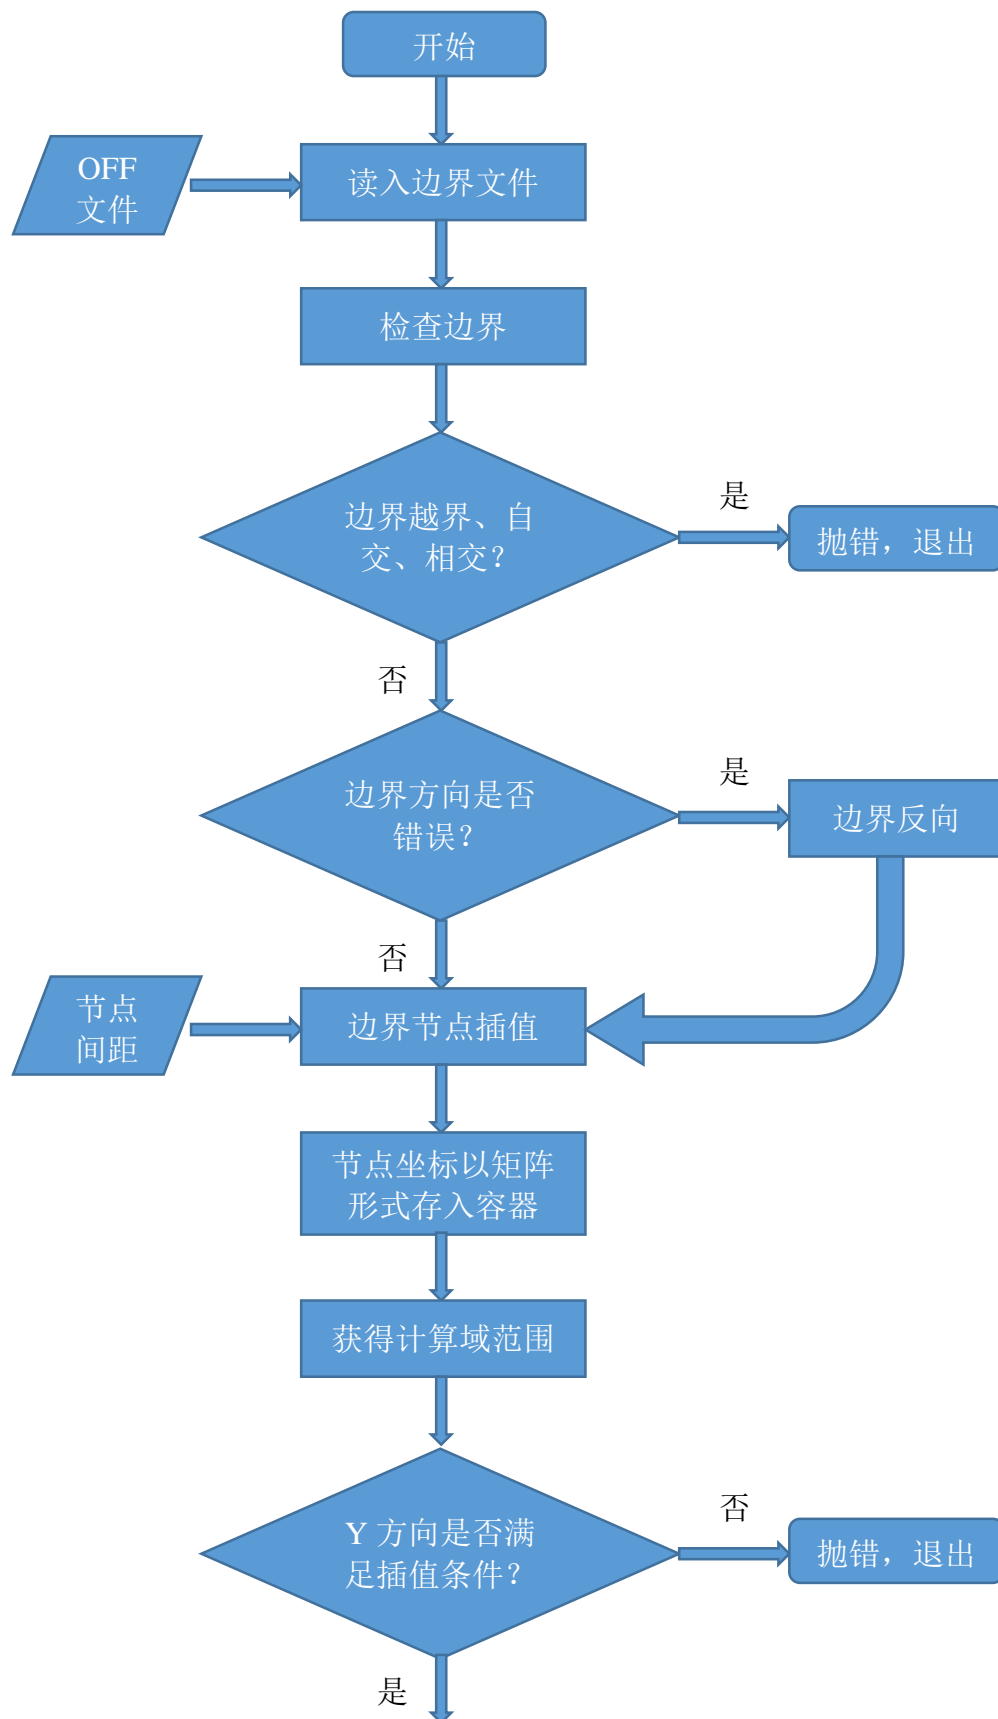 开始
OFF
文件
读入边界文件
检查边界
边界越界、自
交、相交？
是
抛错，退出
否
边界方向是否
错误？
是
边界反向
否
节点
间距
边界节点插值
节点坐标以矩阵
形式存入容器
获得计算域范围
Y 方向是否满
足插值条件？
否
抛错，退出
是